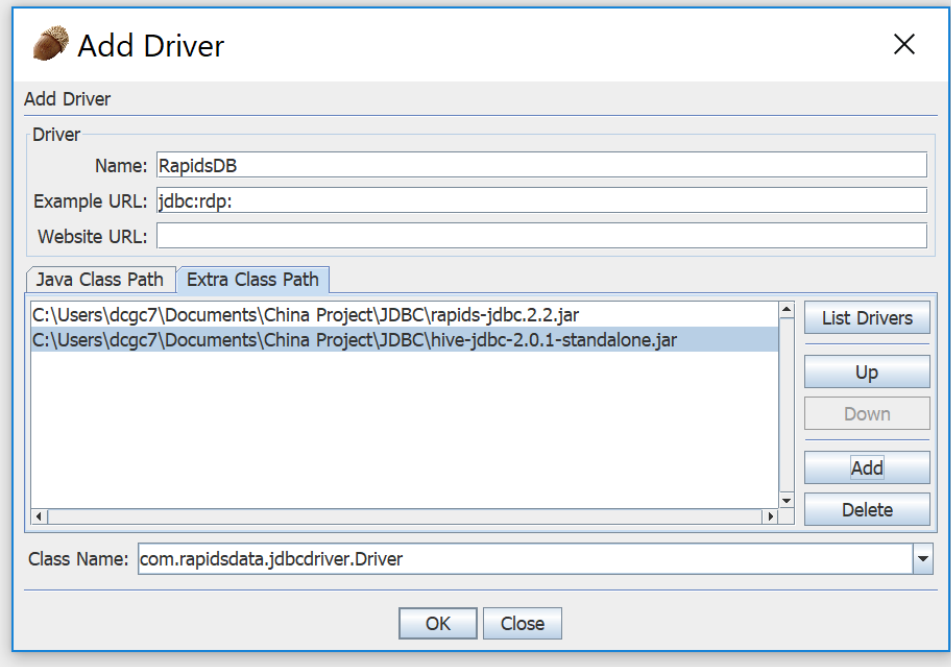 Add Driver
Add Driver
Driver
Name: RapidsDB
Example URL: jdbc:rdp:
Website URL:
Java Class Path Extra Class Path
C:\Users\dcgc7\Documents\China Project\JDBC\rapids-jdbc.2.2.jar
C:\Users\dcgc7\Documents\China Project\JDBC\hive-jdbc-2.0.1-standalone.jar
List Drivers
Up
Down
Add
Delete
Class Name: com.rapidsdata.jdbcdriver.Driver
OK Close